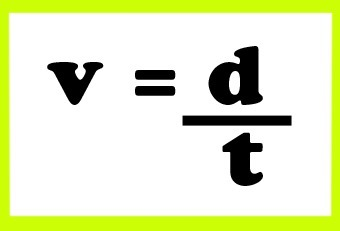 v = d
t